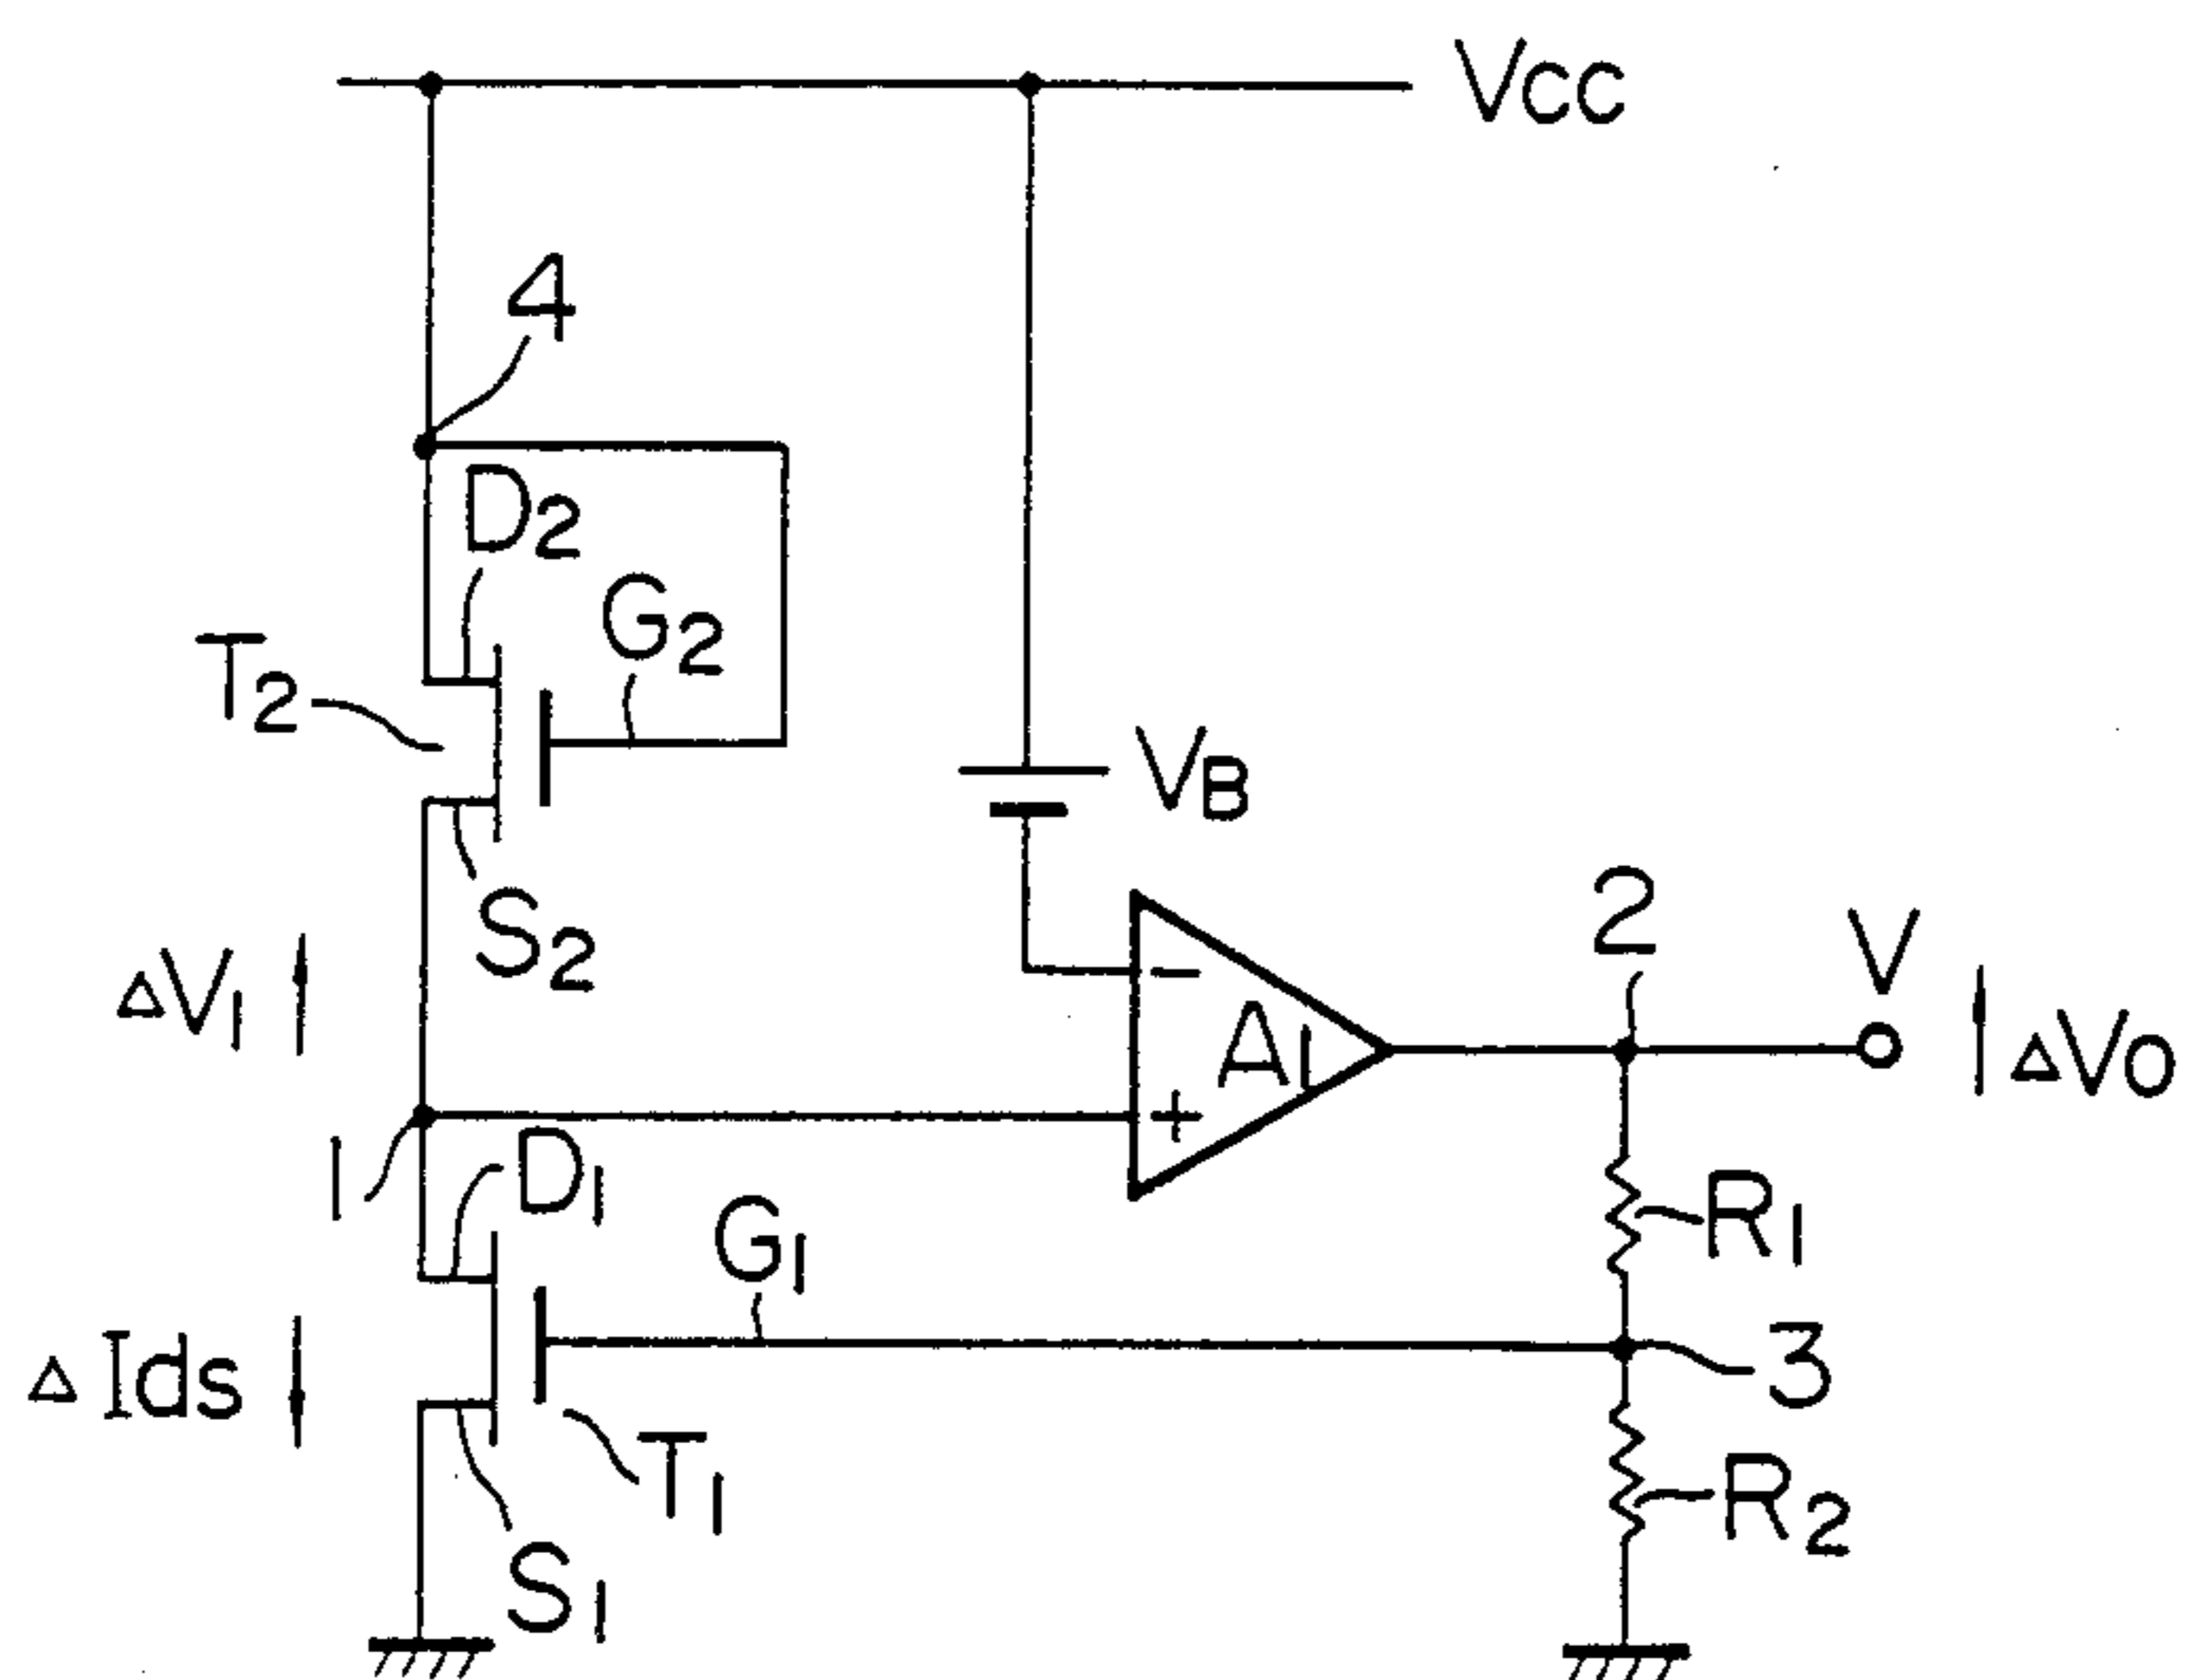 Vcc
4
D2
G2
T2
VB
S2
2
V
ΔV1
A1
ΔVo
−
+
1
D1
R1
G1
3
ΔIds
T1
R2
S1